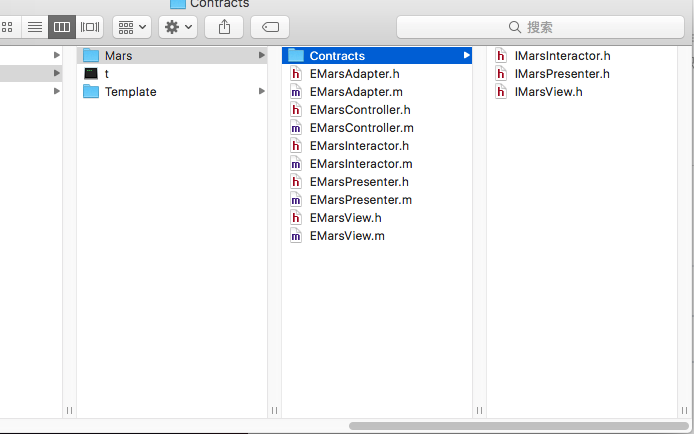 Contracts
搜索
Mars
t
Template
Contracts
EMarsAdapter.h
EMarsAdapter.m
EMarsController.h
EMarsController.m
EMarsInteractor.h
EMarsInteractor.m
EMarsPresenter.h
EMarsPresenter.m
EMarsView.h
EMarsView.m
IMarsInteractor.h
IMarsPresenter.h
IMarsView.h